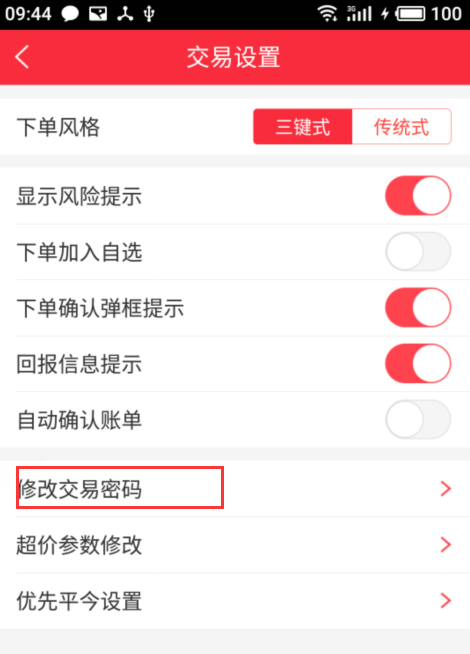 09:44 3G 100
交易设置
下单风格 三键式 传统式
显示风险提示
下单加入自选
下单确认弹框提示
回报信息提示
自动确认账单
修改交易密码
超价参数修改
优先平今设置